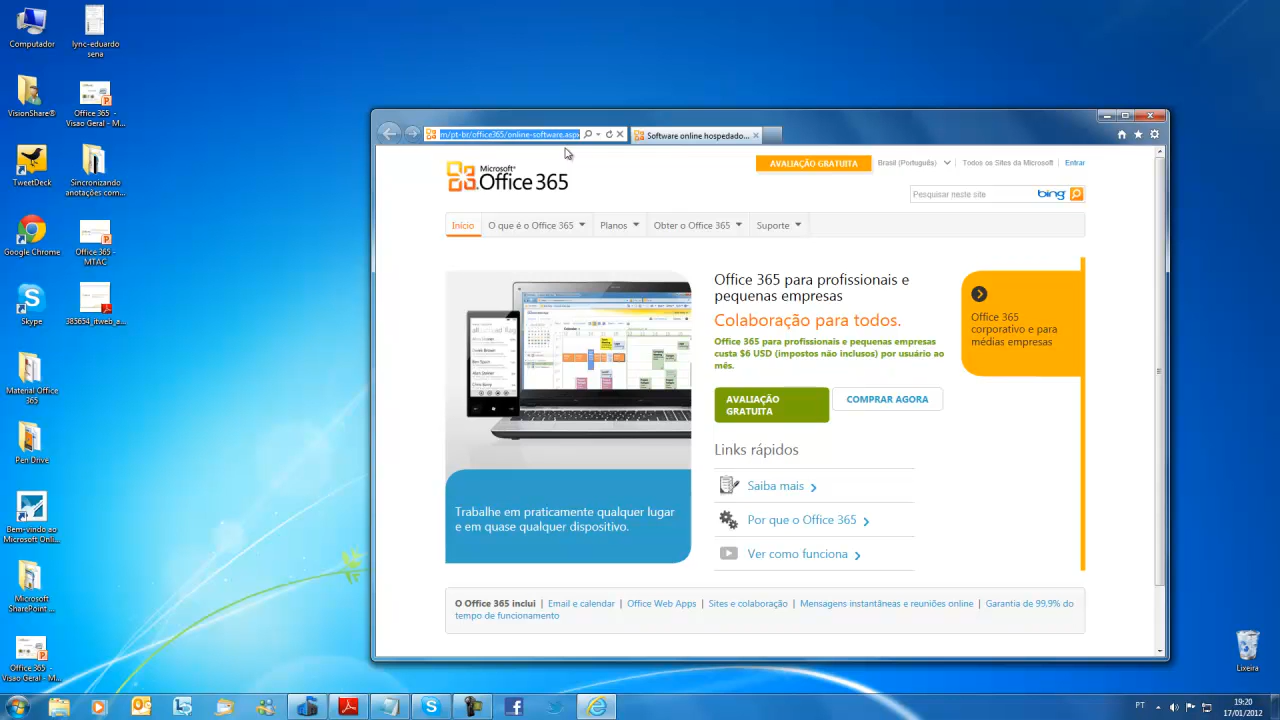 Computador
lync-eduardo
sena
VisionShare®
Office 365 -
Visao Geral - M...
TweetDeck
Sincronizando
anotações com...
Google Chrome
Office 365 -
MTAC
Skype
835654_itweb_a...
Material Office
365
Pen Drive
Bem-vindo ao
Microsoft Onli...
Microsoft
SharePoint ...
Office 365 -
Visao Geral - M...
m/pt-br/office365/online-software.aspx
Software online hospedado...
Microsoft®
Office 365
AVALIAÇÃO GRATUITA
Brasil (Português)
Todos os Sites da Microsoft
Entrar
Pesquisar neste site
bing
Início
O que é o Office 365
Planos
Obter o Office 365
Suporte
Office 365 para profissionais e
pequenas empresas
Colaboração para todos.
Office 365 para profissionais e pequenas empresas
custa $6 USD (impostos não inclusos) por usuário ao
mês.
AVALIAÇÃO
GRATUITA
COMPRAR AGORA
Office 365
corporativo e para
médias empresas
Links rápidos
Saiba mais
Por que o Office 365
Ver como funciona
Trabalhe em praticamente qualquer lugar
e em quase qualquer dispositivo.
O Office 365 inclui | Email e calendar | Office Web Apps | Sites e colaboração | Mensagens instantâneas e reuniões online | Garantia de 99,9% do
tempo de funcionamento
Lixeira
PT
19:20
17/01/2012